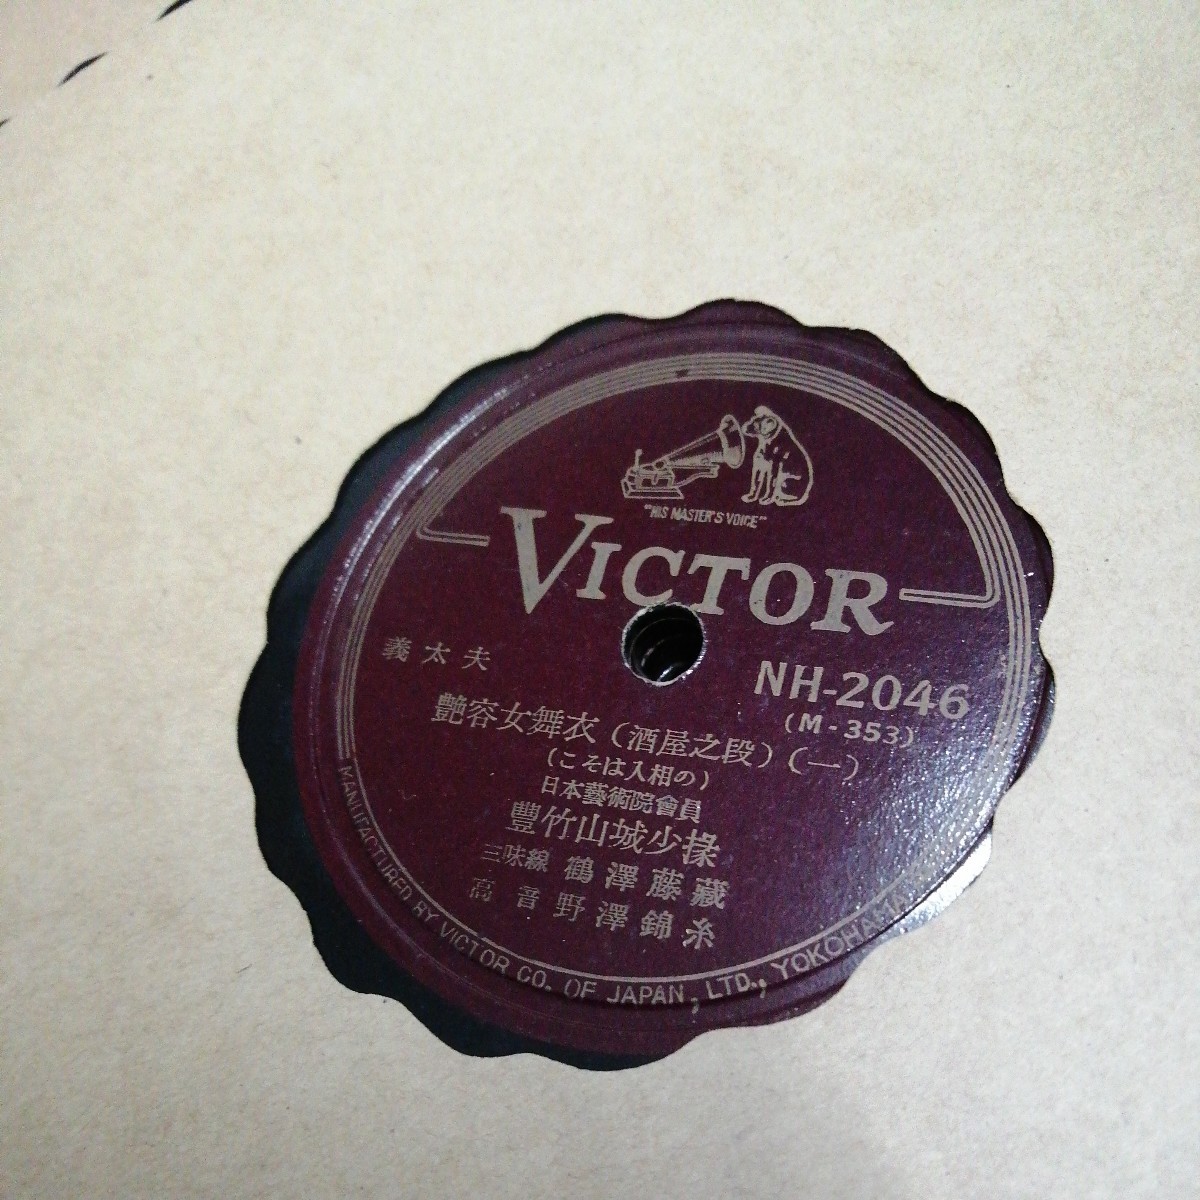 "HIS MASTER'S VOICE"
VICTOR
義太夫
NH-2046
(M-353)
艶容女舞衣(酒屋之段)(一)
(こそは入相の)
日本藝術院會員
豐竹山城少掾
三味線 鶴澤藤藏
高音 野澤錦糸
MANUFACTURED BY VICTOR CO. OF JAPAN, LTD., YOKOHAMA